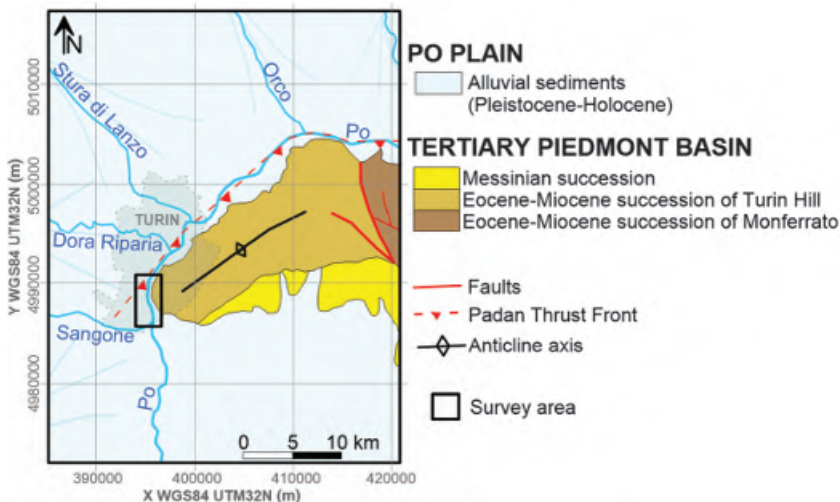 N
Stura di Lanzo
Orco
Po
TURIN
Dora Riparia
Sangone
Po
0 5 10 km
5010000
5000000
4990000
4980000
Y WGS84 UTM32N (m)
390000 400000 410000 420000
X WGS84 UTM32N (m)
PO PLAIN
Alluvial sediments
(Pleistocene-Holocene)
TERTIARY PIEDMONT BASIN
Messinian succession
Eocene-Miocene succession of Turin Hill
Eocene-Miocene succession of Monferrato
Faults
Padan Thrust Front
Anticline axis
Survey area